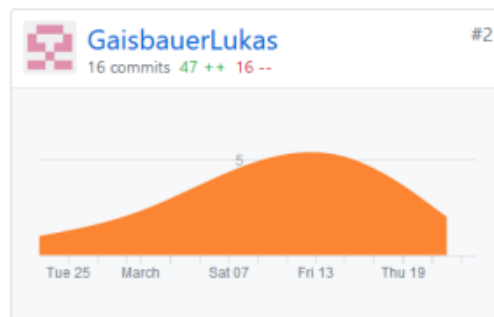 GaisbauerLukas #2
16 commits 47 ++ 16 --
5
Tue 25 March Sat 07 Fri 13 Thu 19